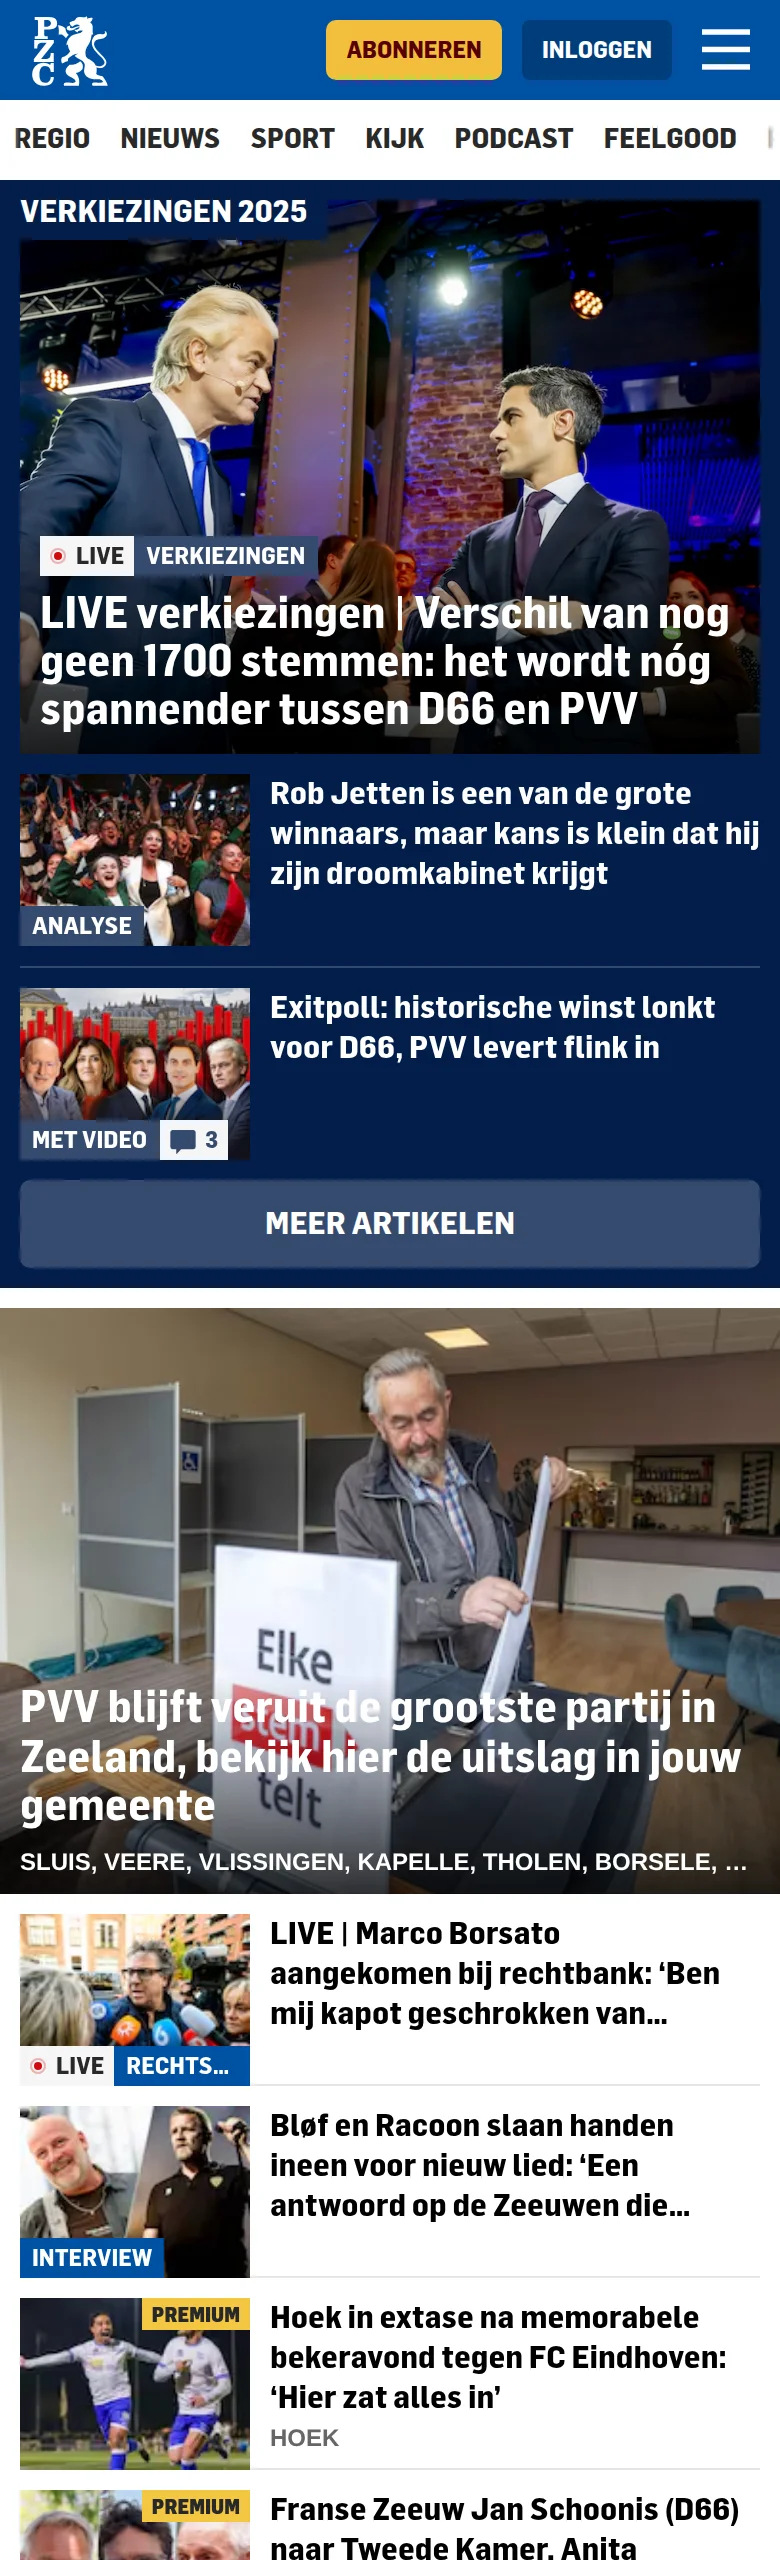 PZC
ABONNEREN
INLOGGEN
REGIO NIEUWS SPORT KIJK PODCAST FEELGOOD
VERKIEZINGEN 2025
LIVE VERKIEZINGEN
LIVE verkiezingen | Verschil van nog
geen 1700 stemmen: het wordt nóg
spannender tussen D66 en PVV
Rob Jetten is een van de grote
winnaars, maar kans is klein dat hij
zijn droomkabinet krijgt
ANALYSE
Exitpoll: historische winst lonkt
voor D66, PVV levert flink in
MET VIDEO 3
MEER ARTIKELEN
Elke
stem
telt
PVV blijft veruit de grootste partij in
Zeeland, bekijk hier de uitslag in jouw
gemeente
SLUIS, VEERE, VLISSINGEN, KAPELLE, THOLEN, BORSELE, ...
LIVE | Marco Borsato
aangekomen bij rechtbank: ‘Ben
mij kapot geschrokken van...
LIVE RECHTS...
Bløf en Racoon slaan handen
ineen voor nieuw lied: ‘Een
antwoord op de Zeeuwen die...
INTERVIEW
PREMIUM
Hoek in extase na memorabele
bekeravond tegen FC Eindhoven:
‘Hier zat alles in’
HOEK
PREMIUM
Franse Zeeuw Jan Schoonis (D66)
naar Tweede Kamer, Anita